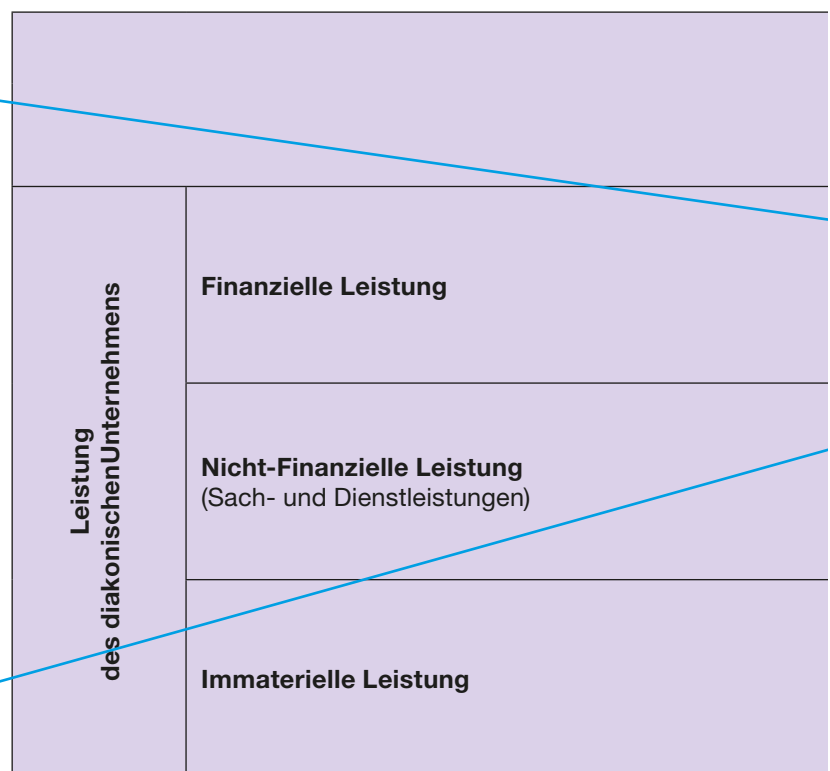 Leistung
des diakonischenUnternehmens
Finanzielle Leistung
Nicht-Finanzielle Leistung
(Sach- und Dienstleistungen)
Immaterielle Leistung